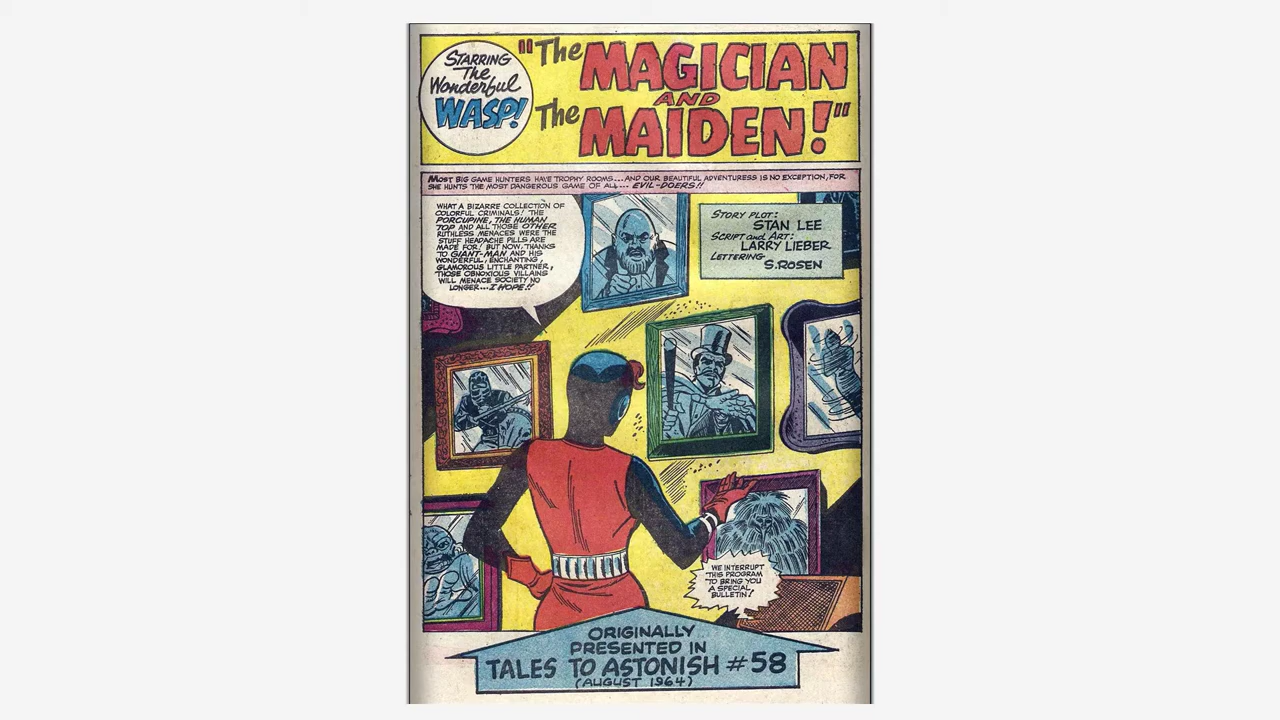 STARRING
The
Wonderful
WASP!
"The MAGICIAN
AND
The MAIDEN!"
MOST BIG GAME HUNTERS HAVE TROPHY ROOMS...AND OUR BEAUTIFUL ADVENTURESS IS NO EXCEPTION, FOR
SHE HUNTS THE MOST DANGEROUS GAME OF ALL... EVIL-DOERS!!
WHAT A BIZARRE COLLECTION OF
COLORFUL CRIMINALS! THE
PORCUPINE, THE HUMAN
TOP AND ALL THOSE OTHER
RUTHLESS MENACES WERE THE
STUFF HEADACHE PILLS ARE
MADE FOR! BUT NOW, THANKS
TO GIANT-MAN AND HIS
WONDERFUL, ENCHANTING,
GLAMOROUS LITTLE PARTNER,
THOSE OBNOXIOUS VILLAINS
WILL MENACE SOCIETY NO
LONGER...I HOPE!!
STORY PLOT:
STAN LEE
SCRIPT and ART:
LARRY LIEBER
LETTERING
S.ROSEN
WE INTERRUPT
THIS PROGRAM
TO BRING YOU
A SPECIAL
BULLETIN!
ORIGINALLY
PRESENTED IN
TALES TO ASTONISH #58
(AUGUST 1964)